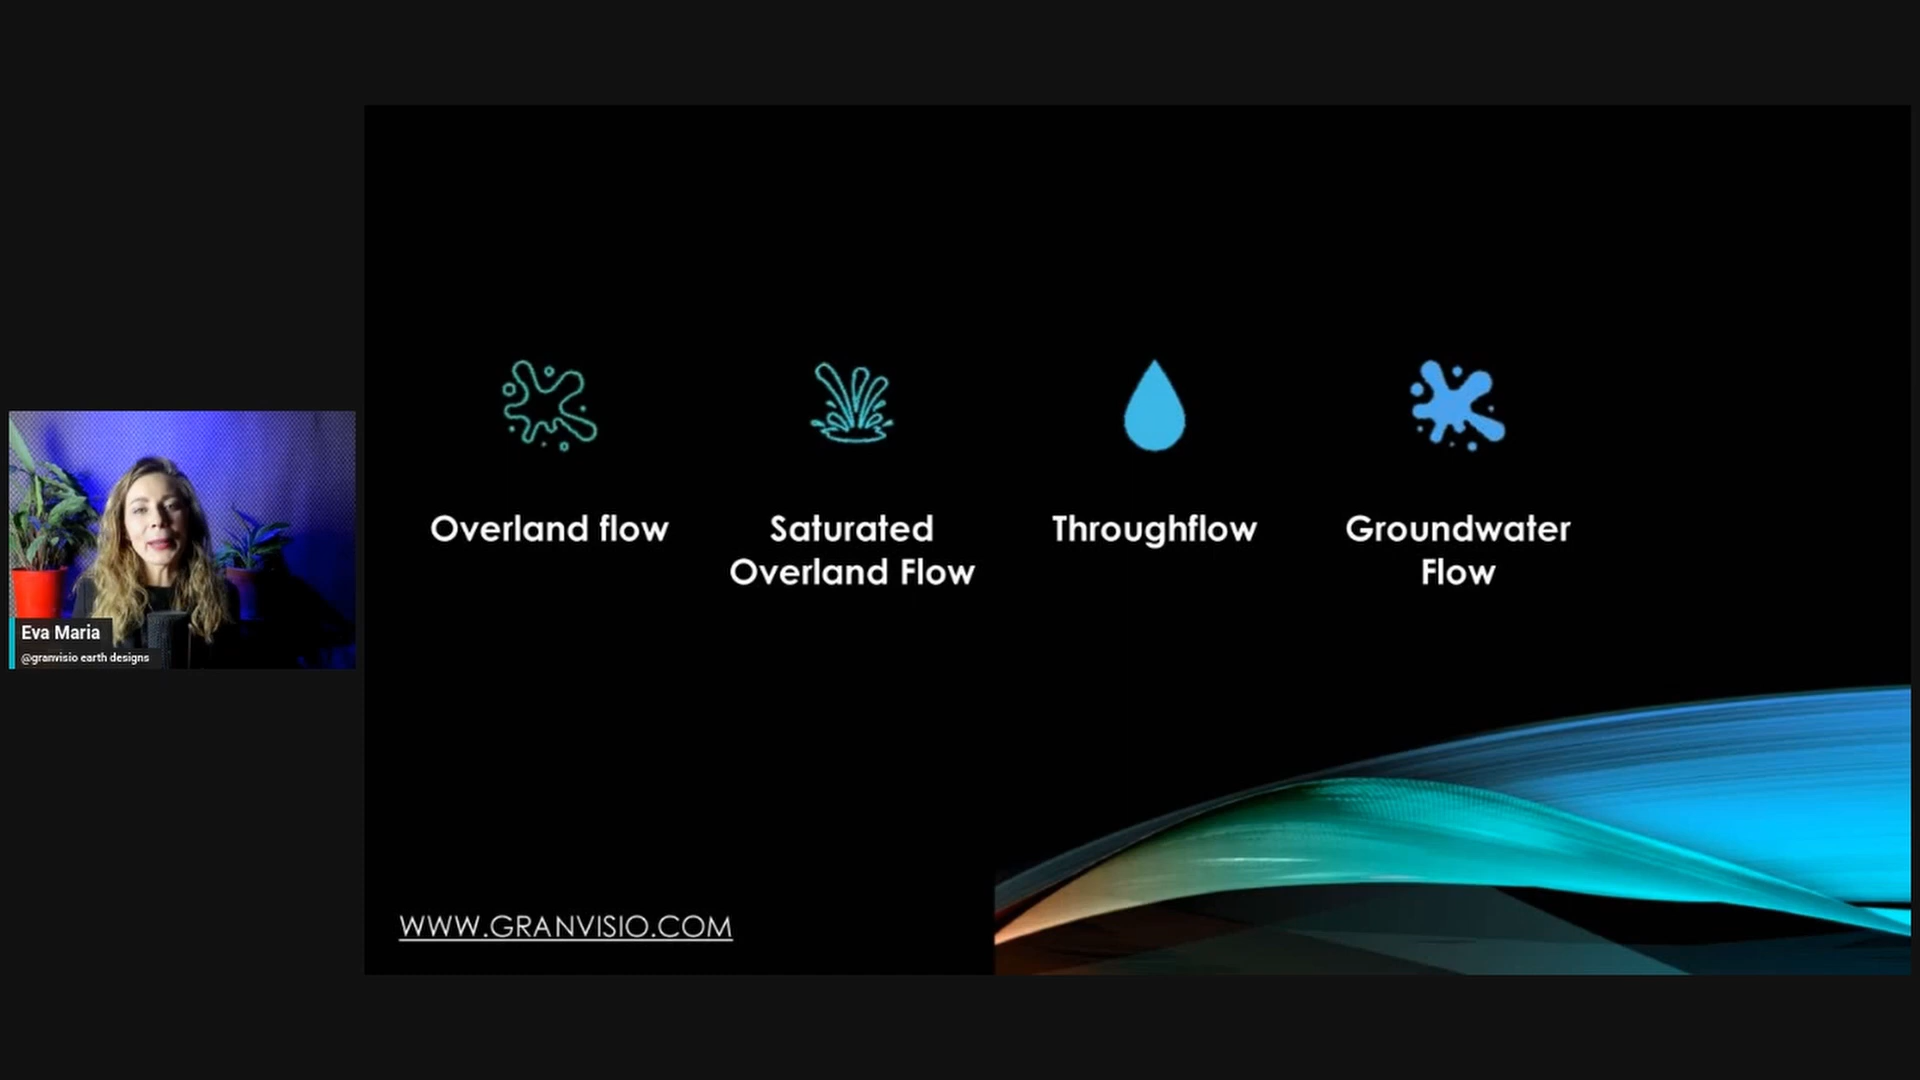 Eva Maria
@granvisio earth designs
Overland flow
Saturated
Overland Flow
Throughflow
Groundwater
Flow
WWW.GRANVISIO.COM